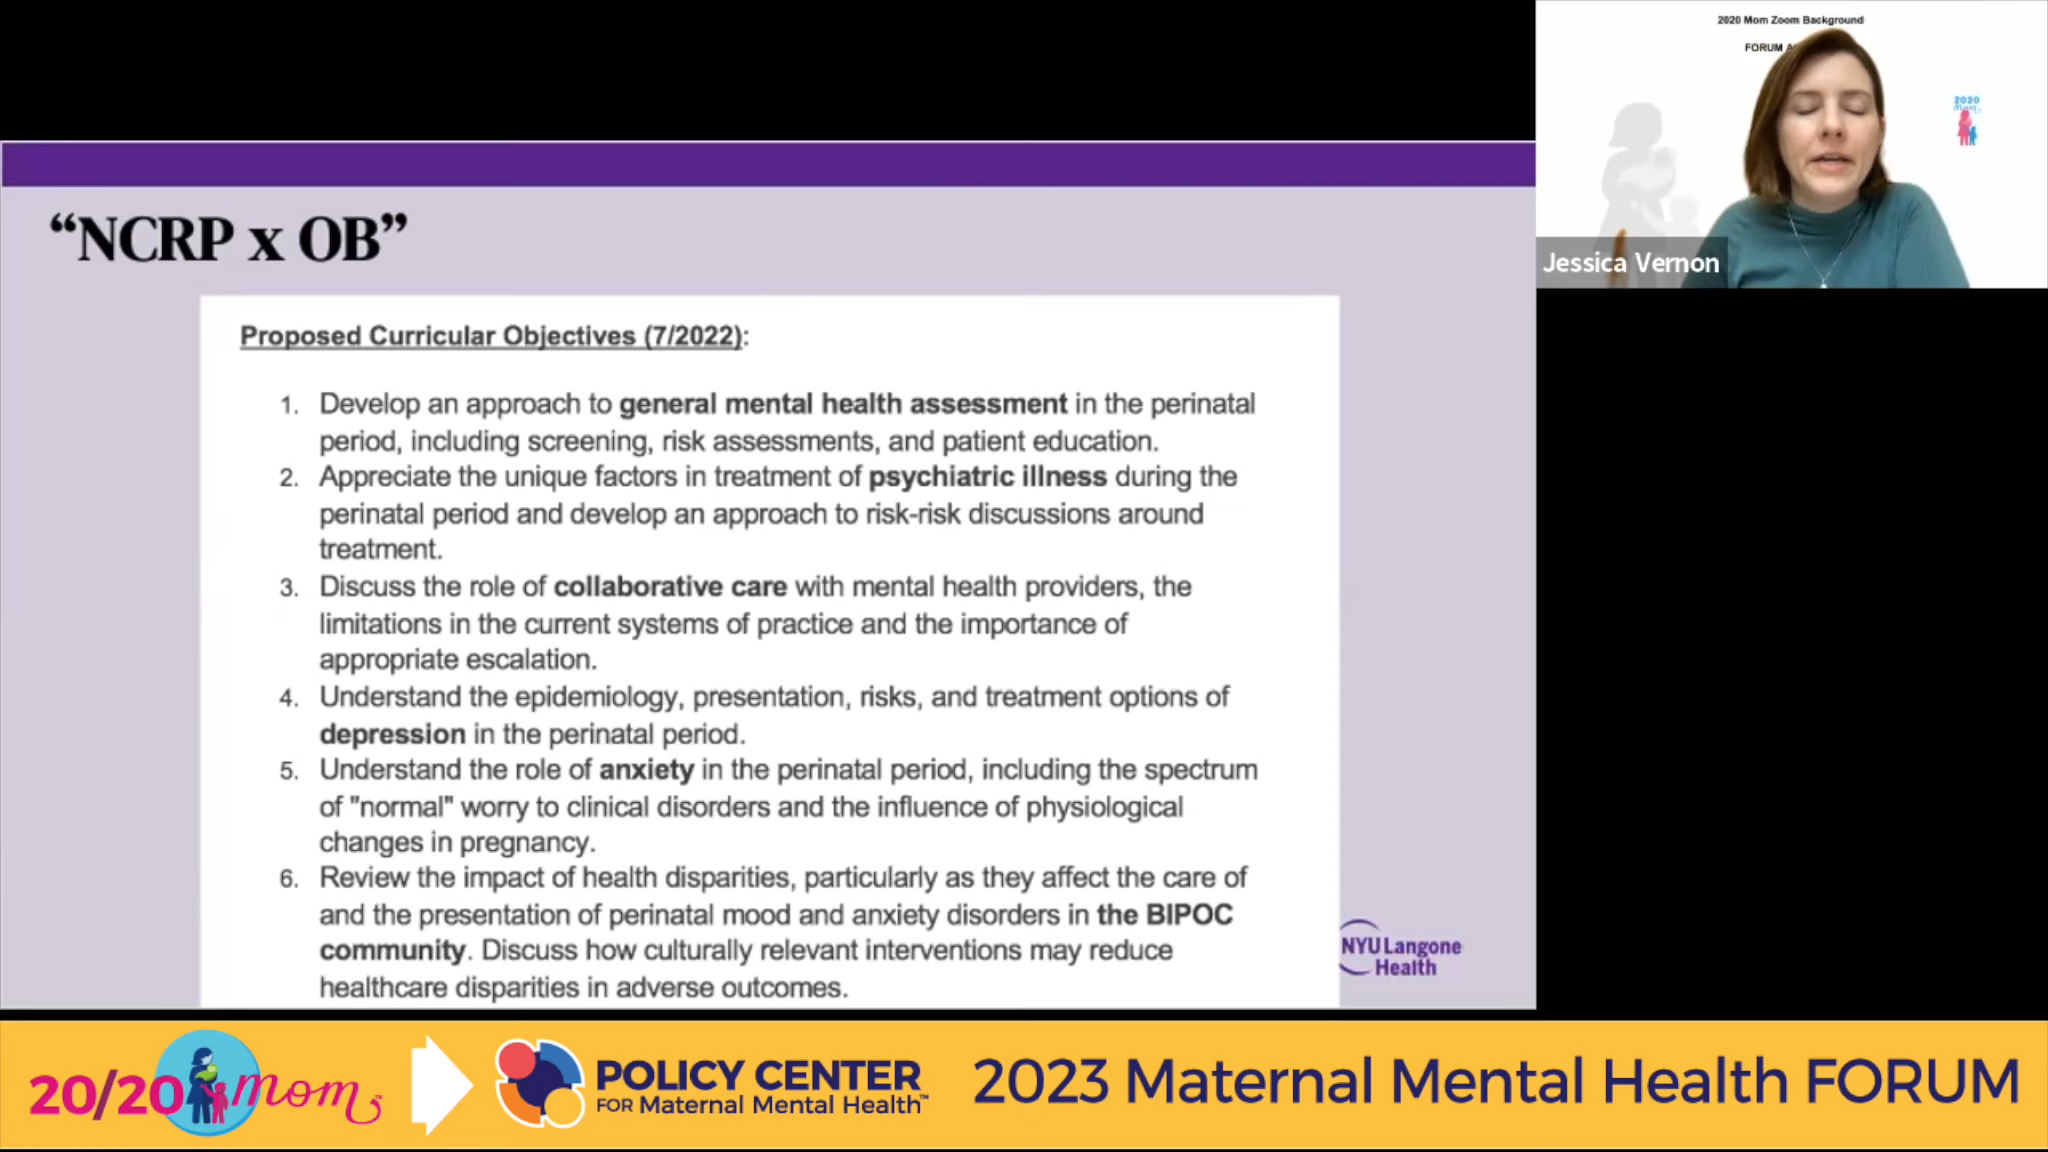 2020 Mom Zoom Background
FORUM
2020
Mom
Jessica Vernon
“NCRP x OB”
Proposed Curricular Objectives (7/2022):
1. Develop an approach to general mental health assessment in the perinatal
period, including screening, risk assessments, and patient education.
2. Appreciate the unique factors in treatment of psychiatric illness during the
perinatal period and develop an approach to risk-risk discussions around
treatment.
3. Discuss the role of collaborative care with mental health providers, the
limitations in the current systems of practice and the importance of
appropriate escalation.
4. Understand the epidemiology, presentation, risks, and treatment options of
depression in the perinatal period.
5. Understand the role of anxiety in the perinatal period, including the spectrum
of "normal" worry to clinical disorders and the influence of physiological
changes in pregnancy.
6. Review the impact of health disparities, particularly as they affect the care of
and the presentation of perinatal mood and anxiety disorders in the BIPOC
community. Discuss how culturally relevant interventions may reduce
healthcare disparities in adverse outcomes.
NYU Langone
Health
20/20 mom
POLICY CENTER
FOR Maternal Mental Health™
2023 Maternal Mental Health FORUM